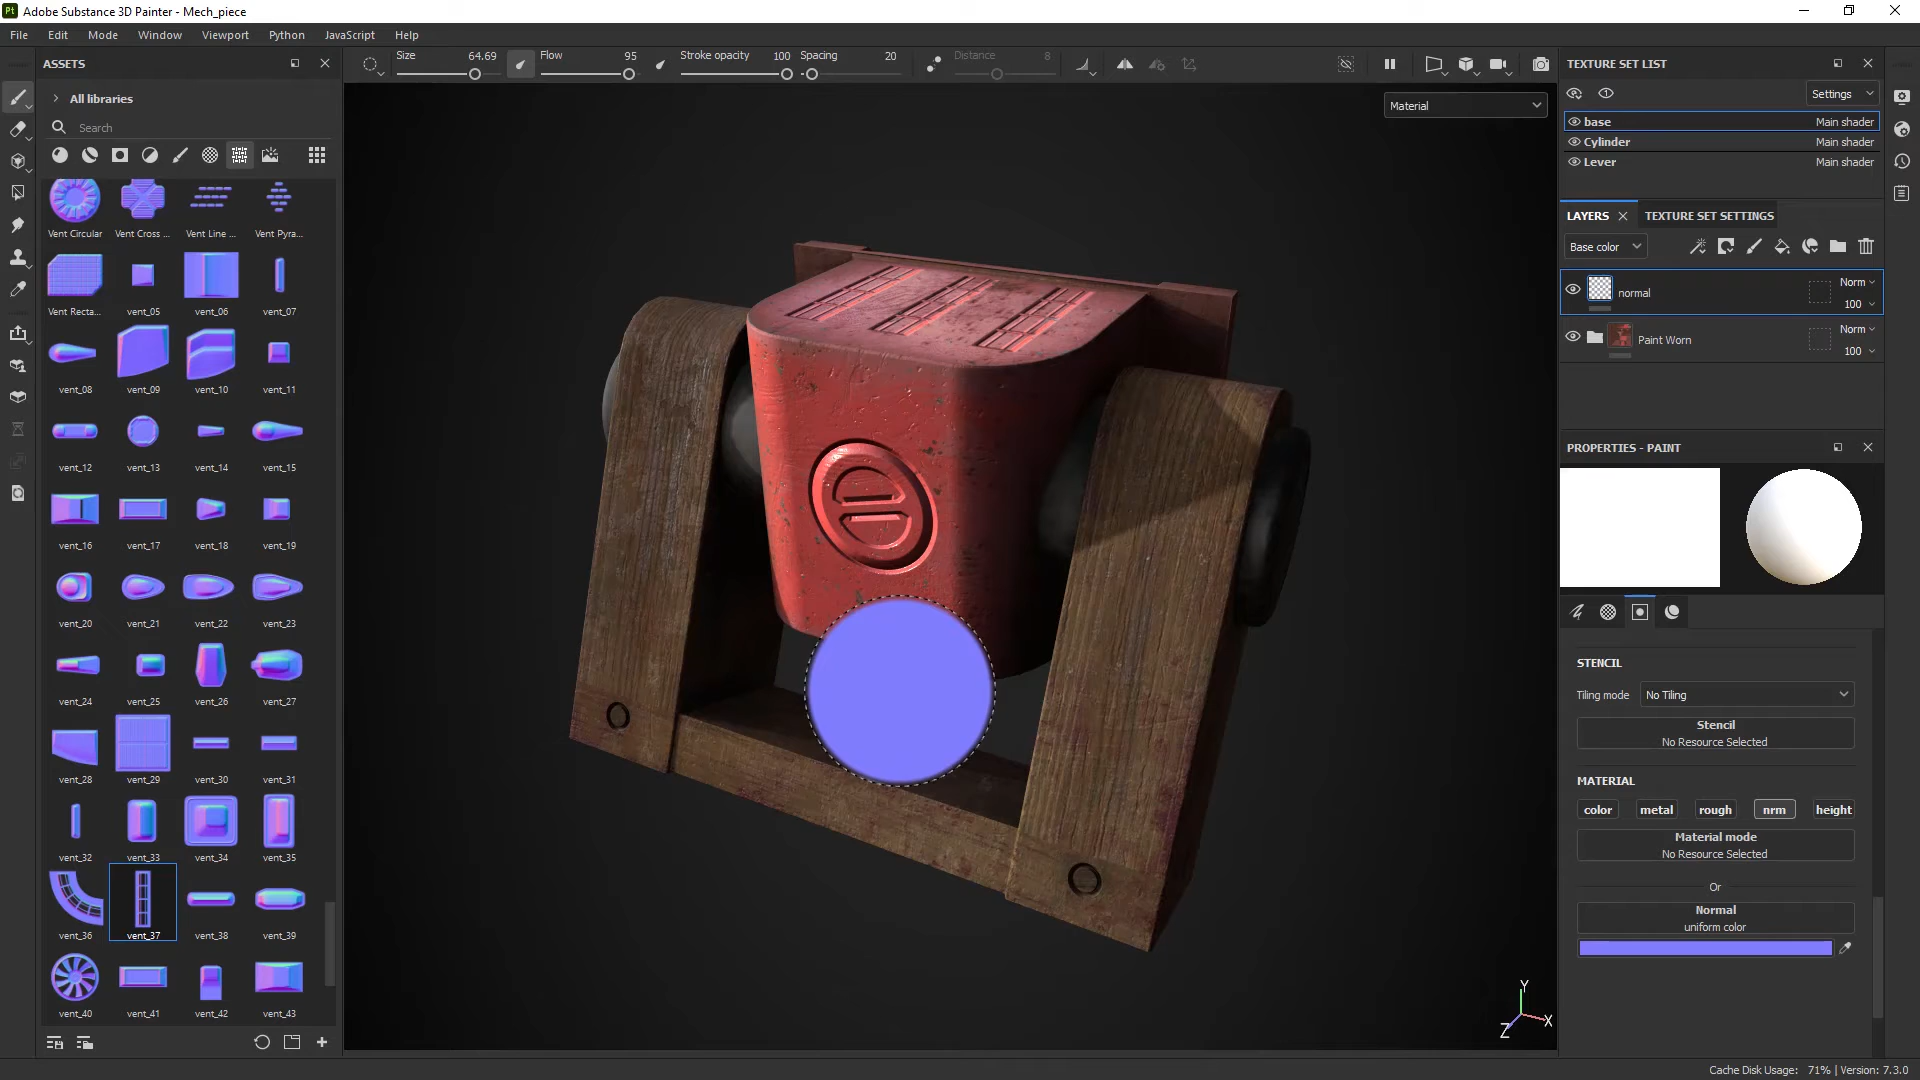 Pt Adobe Substance 3D Painter - Mech_piece
File Edit Mode Window Viewport Python JavaScript Help
ASSETS
All libraries
Search
Vent Circular Vent Cross ... Vent Line ... Vent Pyra...
Vent Recta... vent_05 vent_06 vent_07
vent_08 vent_09 vent_10 vent_11
vent_12 vent_13 vent_14 vent_15
vent_16 vent_17 vent_18 vent_19
vent_20 vent_21 vent_22 vent_23
vent_24 vent_25 vent_26 vent_27
vent_28 vent_29 vent_30 vent_31
vent_32 vent_33 vent_34 vent_35
vent_36 vent_37 vent_38 vent_39
vent_40 vent_41 vent_42 vent_43
Size 64.69 Flow 95 Stroke opacity 100 Spacing 20 Distance 8
Material
Y
Z X
TEXTURE SET LIST
Settings
base Main shader
Cylinder Main shader
Lever Main shader
LAYERS TEXTURE SET SETTINGS
Base color
normal Norm
100
Paint Worn Norm
100
PROPERTIES - PAINT
STENCIL
Tiling mode No Tiling
Stencil
No Resource Selected
MATERIAL
color metal rough nrm height
Material mode
No Resource Selected
Or
Normal
uniform color
Cache Disk Usage: 71% | Version: 7.3.0